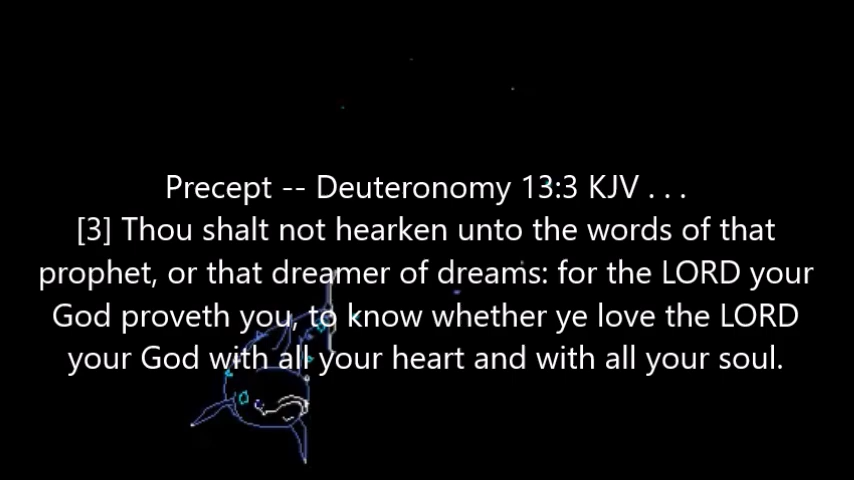 Precept -- Deuteronomy 13:3 KJV . . .
[3] Thou shalt not hearken unto the words of that
prophet, or that dreamer of dreams: for the LORD your
God proveth you, to know whether ye love the LORD
your God with all your heart and with all your soul.